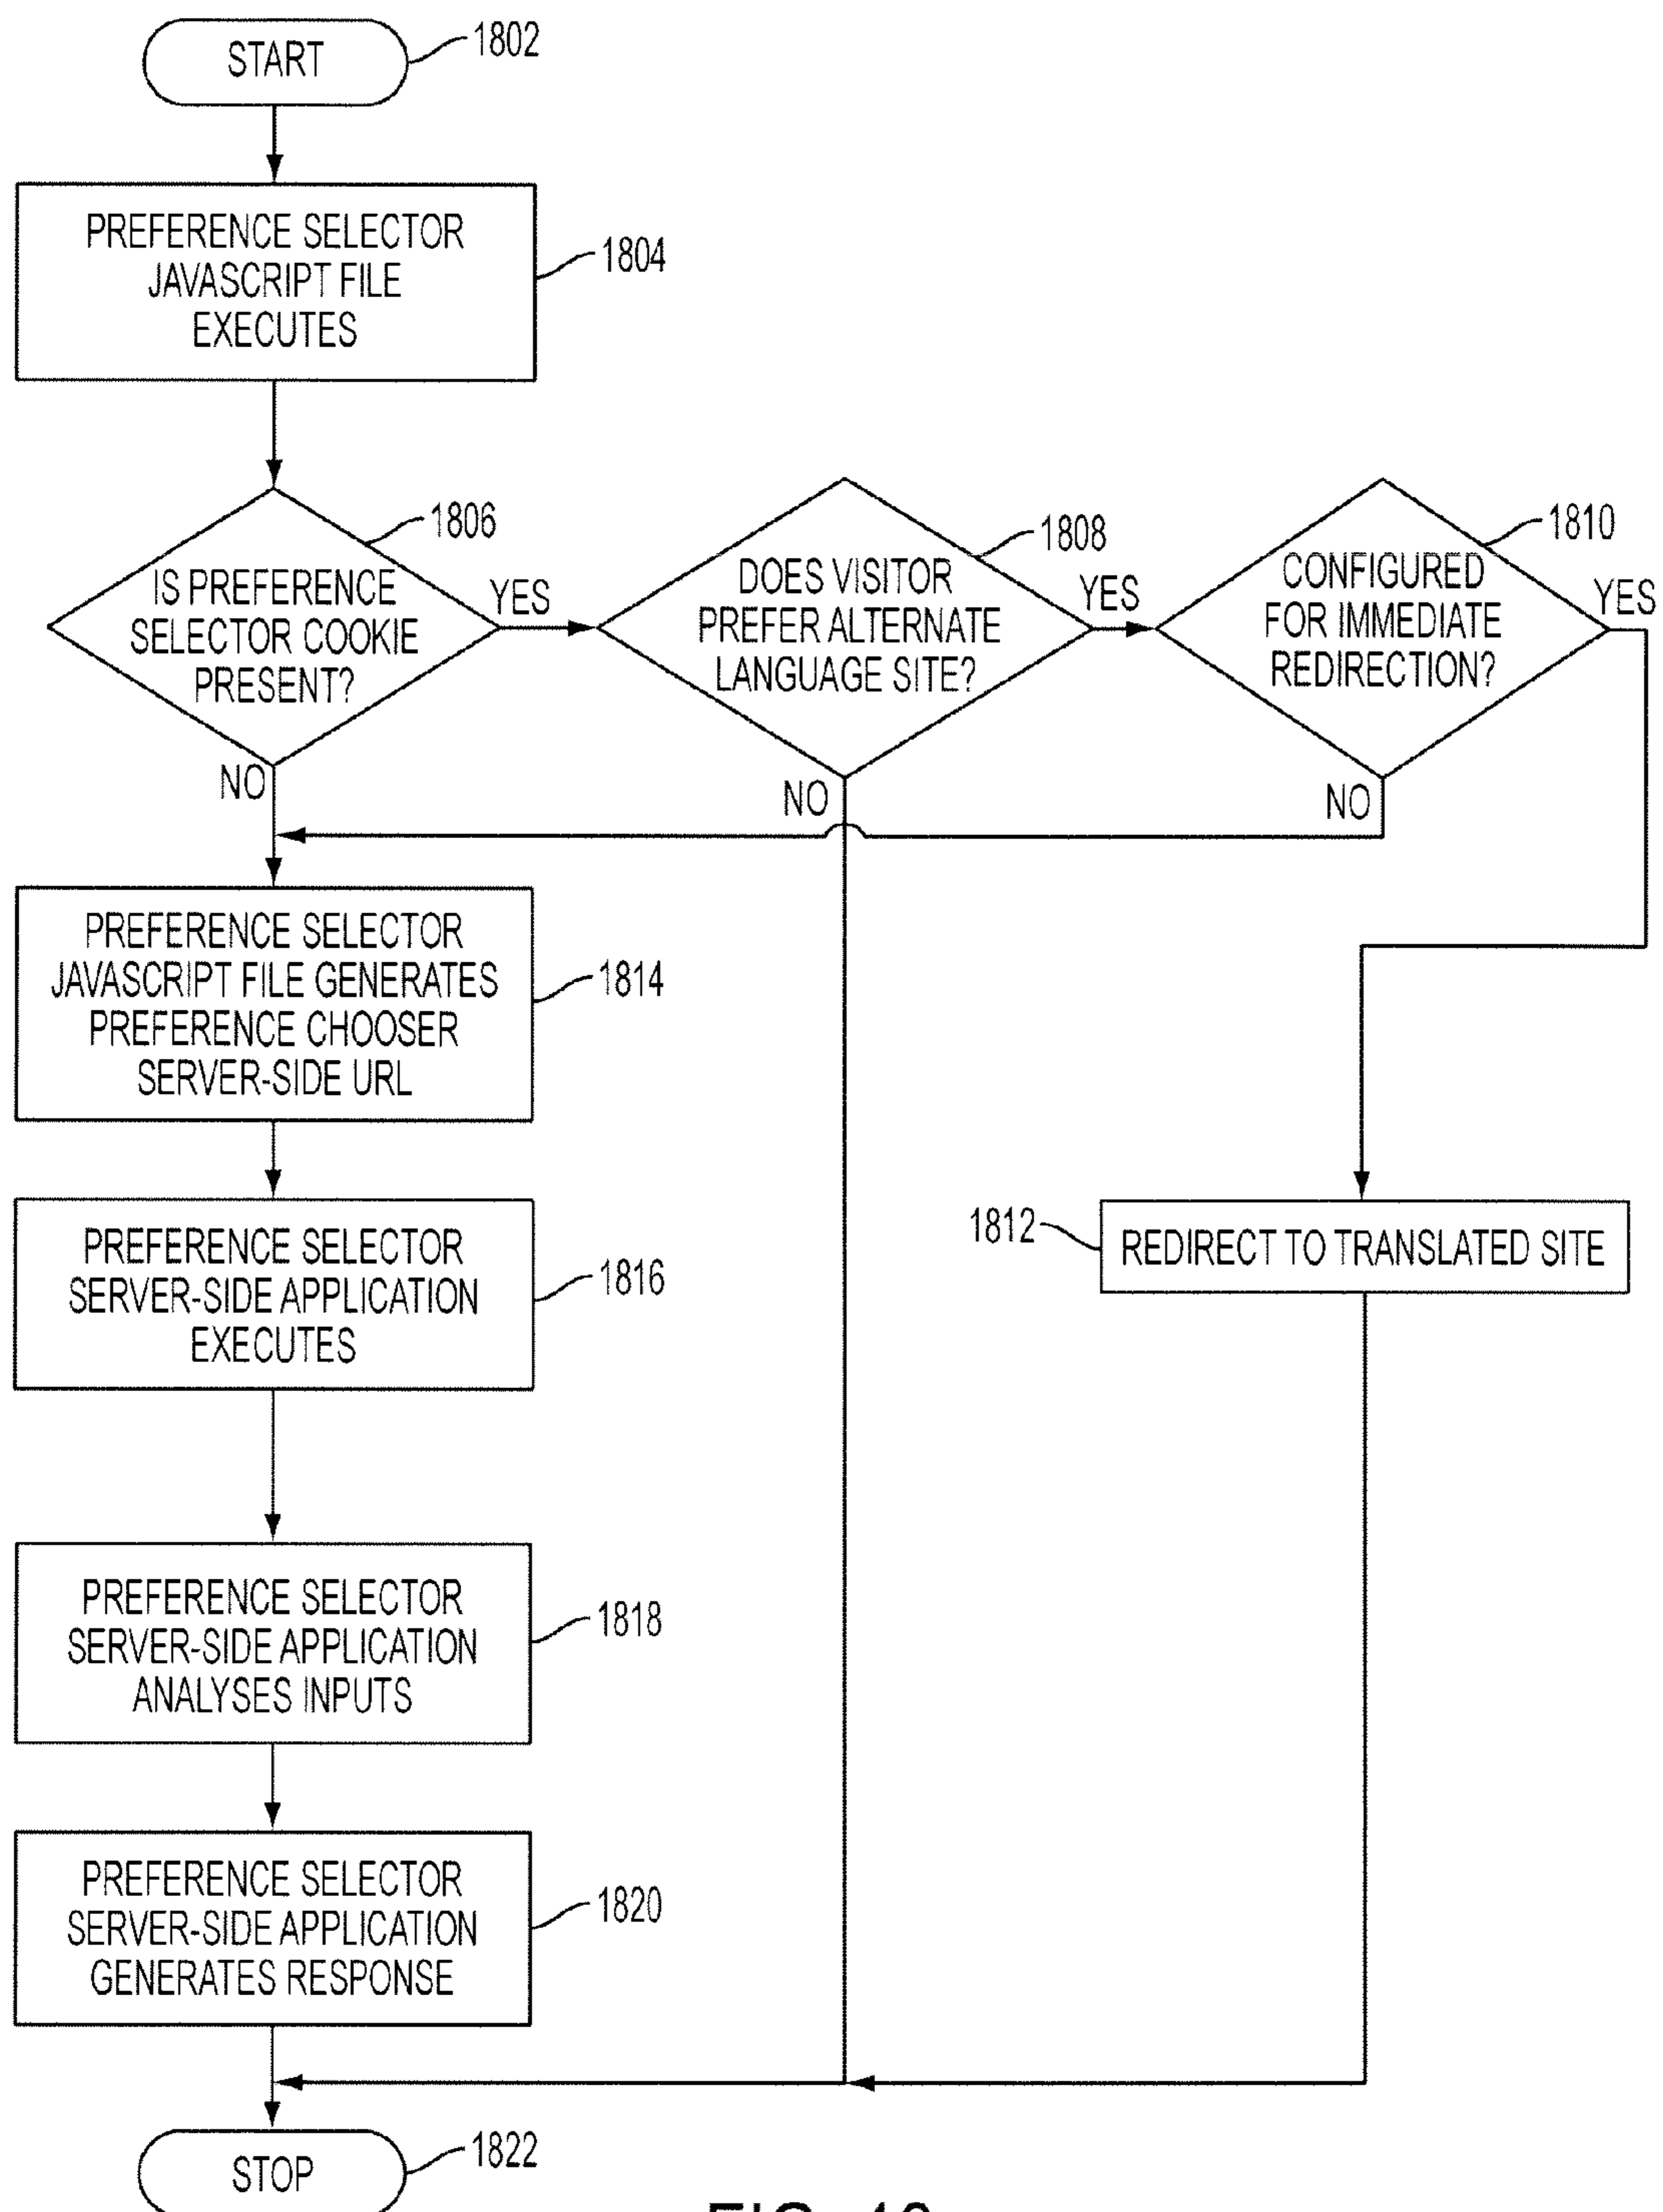 START
1802
PREFERENCE SELECTOR
JAVASCRIPT FILE
EXECUTES
1804
IS PREFERENCE
SELECTOR COOKIE
PRESENT?
1806
YES
NO
DOES VISITOR
PREFER ALTERNATE
LANGUAGE SITE?
1808
YES
NO
CONFIGURED
FOR IMMEDIATE
REDIRECTION?
1810
YES
NO
PREFERENCE SELECTOR
JAVASCRIPT FILE GENERATES
PREFERENCE CHOOSER
SERVER-SIDE URL
1814
PREFERENCE SELECTOR
SERVER-SIDE APPLICATION
EXECUTES
1816
1812
REDIRECT TO TRANSLATED SITE
PREFERENCE SELECTOR
SERVER-SIDE APPLICATION
ANALYSES INPUTS
1818
PREFERENCE SELECTOR
SERVER-SIDE APPLICATION
GENERATES RESPONSE
1820
STOP
1822
FIG.